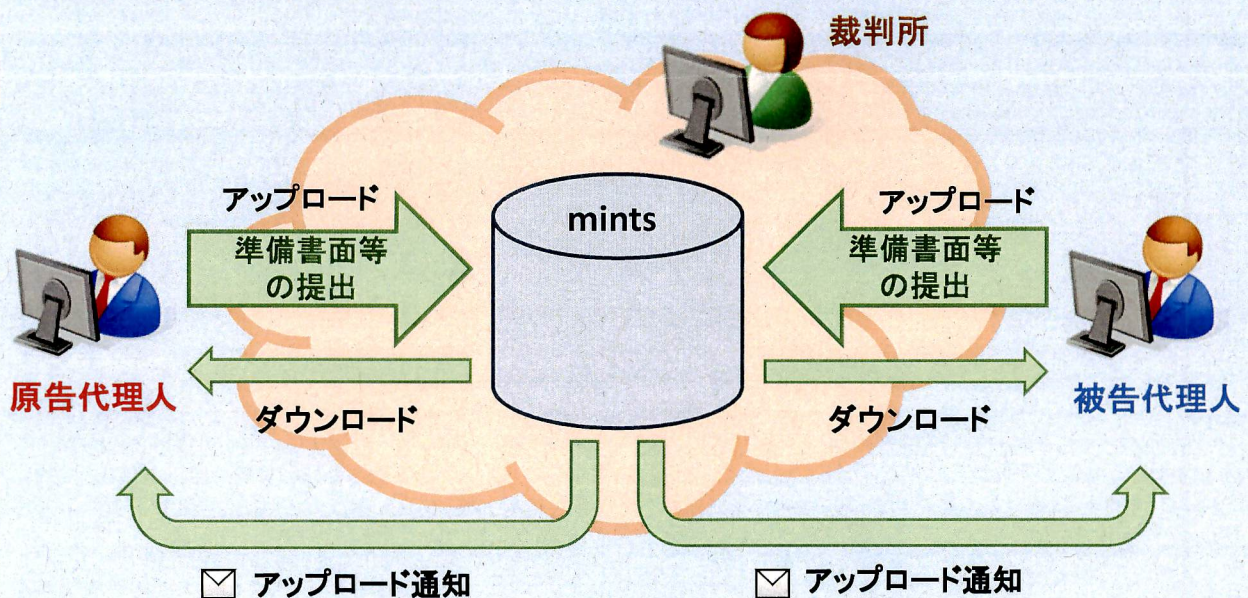 裁判所
アップロード
アップロード
mints
準備書面等
の提出
準備書面等
の提出
原告代理人
被告代理人
ダウンロード
ダウンロード
アップロード通知
アップロード通知